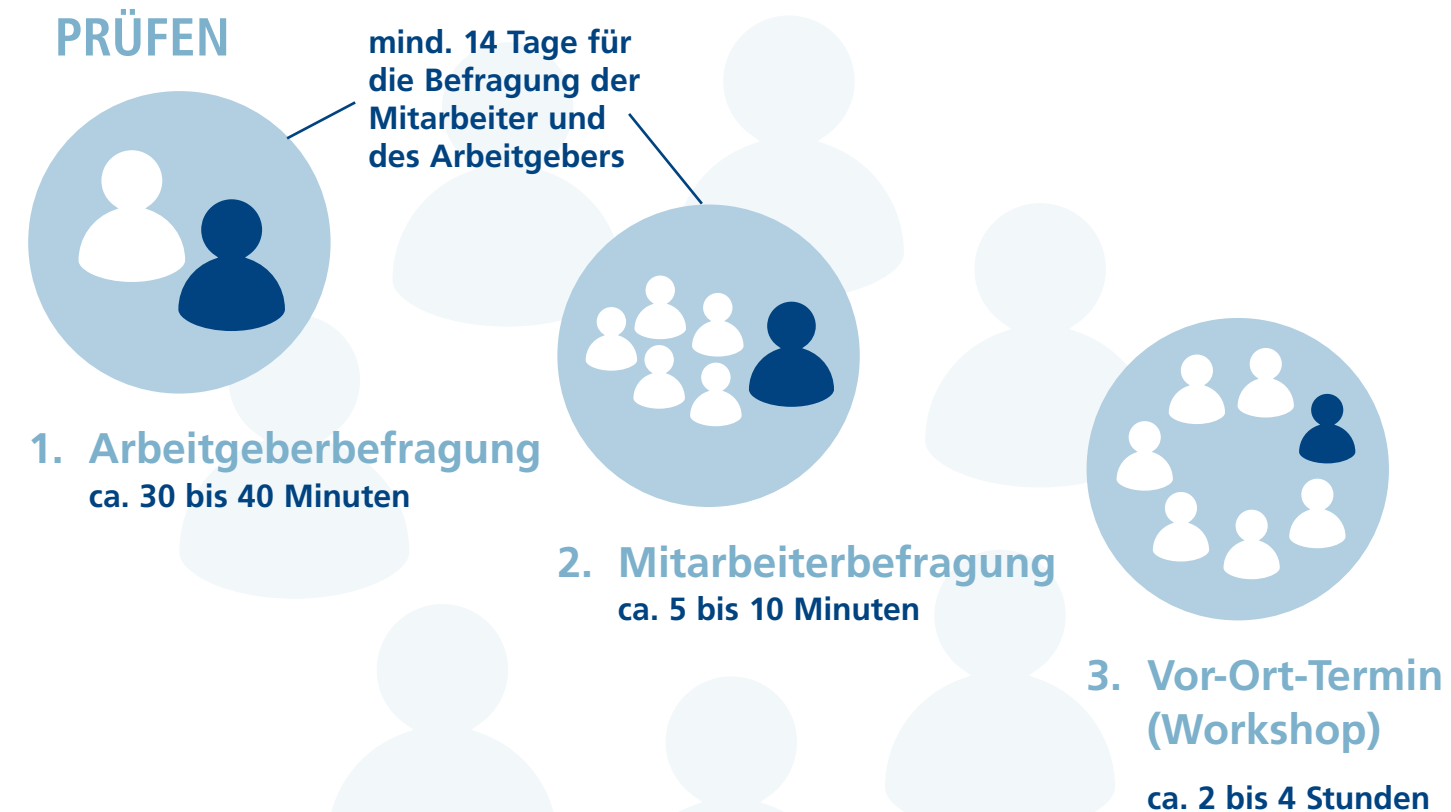 PRÜFEN
mind. 14 Tage für
die Befragung der
Mitarbeiter und
des Arbeitgebers
1. Arbeitgeberbefragung
ca. 30 bis 40 Minuten
2. Mitarbeiterbefragung
ca. 5 bis 10 Minuten
3. Vor-Ort-Termin
(Workshop)
ca. 2 bis 4 Stunden